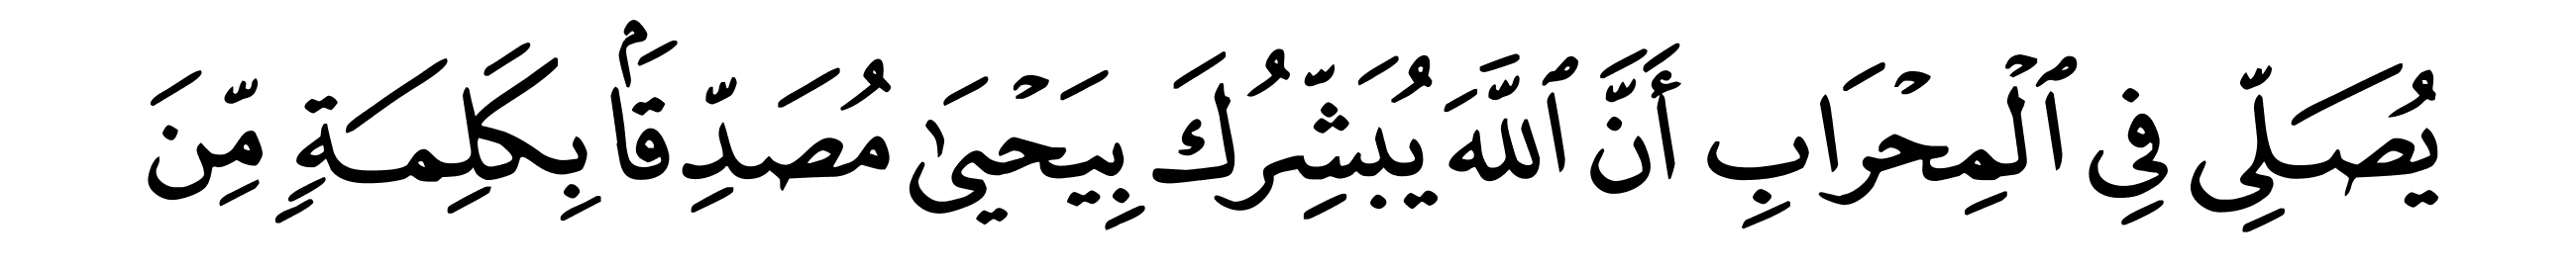 يُصَلِّي فِي ٱلۡمِحۡرَابِ أَنَّ ٱللَّهَ يُبَشِّرُكَ بِيَحۡيَىٰ مُصَدِّقَۢا بِكَلِمَةٖ مِّنَ